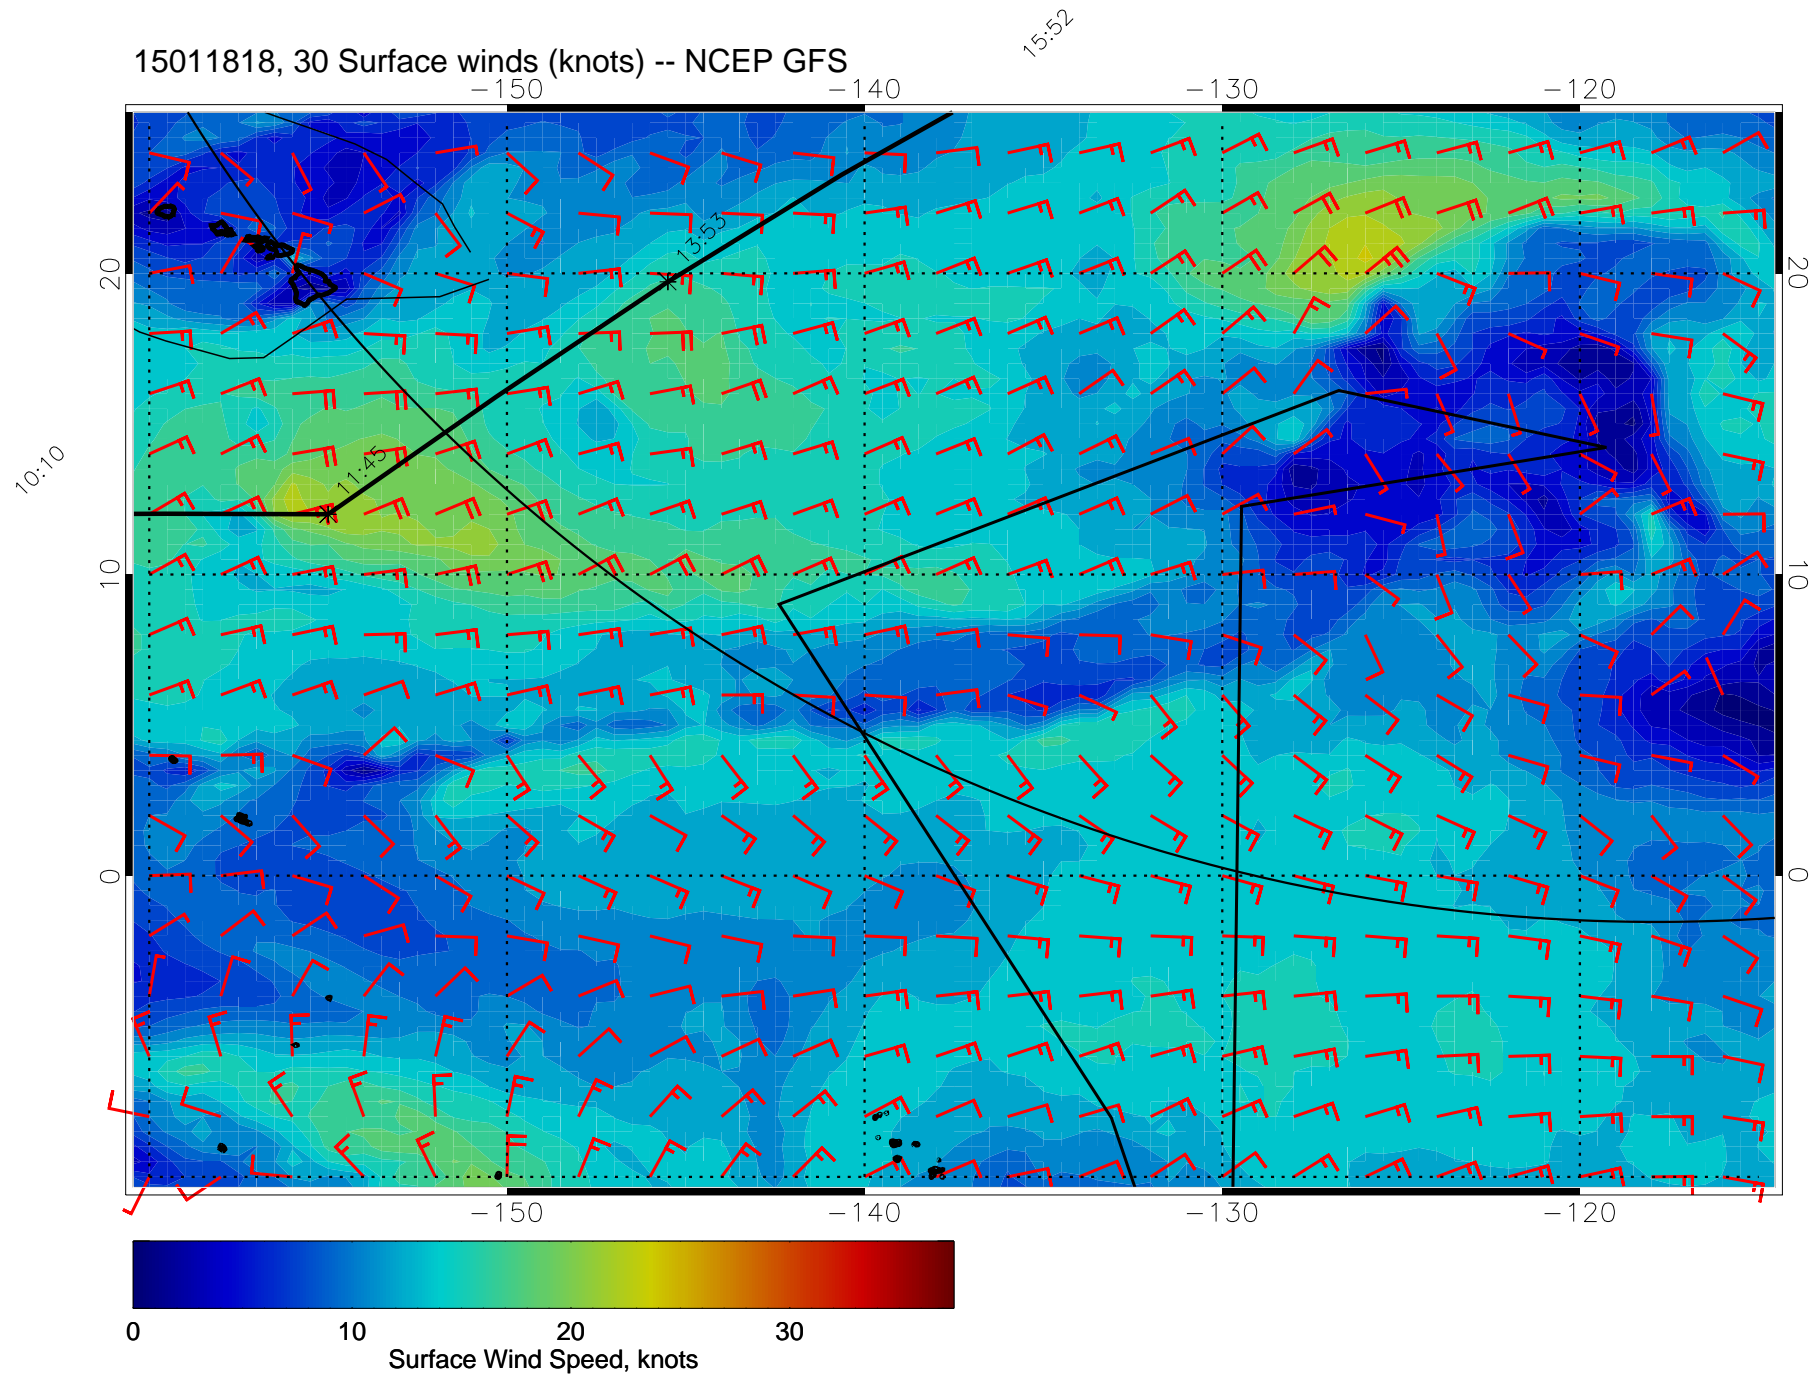 15:52
15011818, 30 Surface winds (knots) -- NCEP GFS
-150 -140 -130 -120
13:53
20 20
10:10
11:45
10 10
0 0
-150 -140 -130 -120
0 10 20 30
Surface Wind Speed, knots